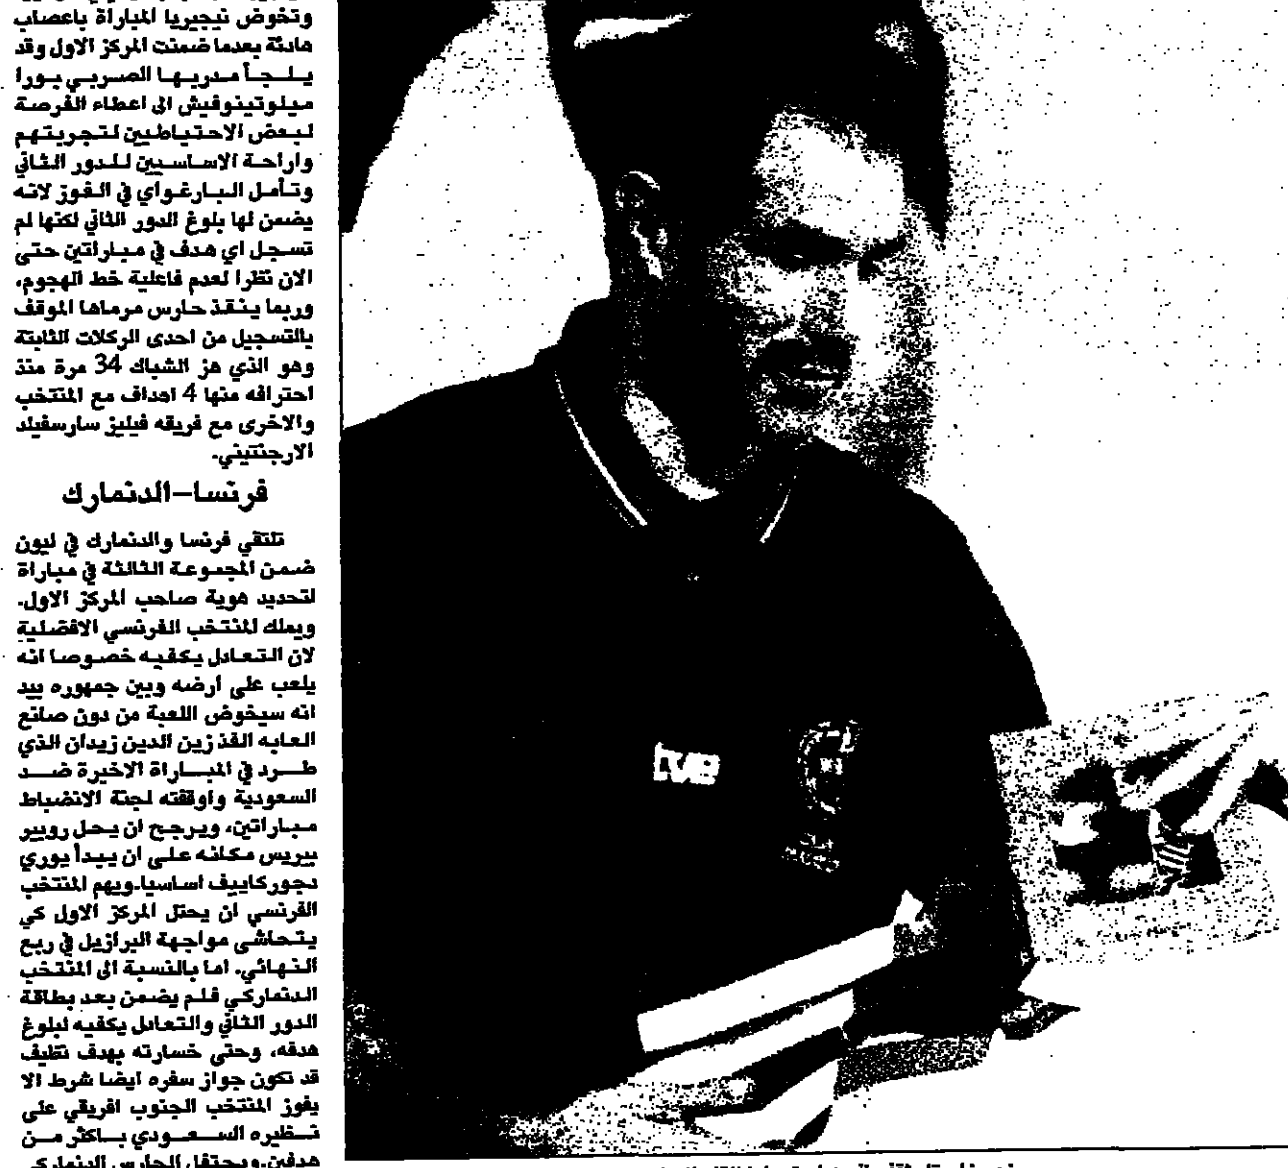 وتخوض نيجيريا المباراة باعصاب
هادئة بعدما ضمنت المركز الاول وقد
يلجأ مدربها الصربي بورا
ميلوتينوفيش الى اعطاء الفرصة
لبعض الاحتياطيين لتجربتهم
واراحة الاساسيين للدور الثاني
وتأمل البارغواي في الفوز لانه
يضمن لها بلوغ الدور الثاني لكنها لم
تسجل اي هدف في مباراتين حتى
الان نظرا لعدم فاعلية خط الهجوم،
وربما ينقذ حارس مرماها الموقف
بالتسجيل من احدى الركلات الثابتة
وهو الذي هز الشباك 34 مرة منذ
احترافه منها 4 اهداف مع المنتخب
والاخرى مع فريقه فيليز سارسفيلد
الارجنتيني.
فرنسا-الدنمارك
تلتقي فرنسا والدنمارك في ليون
ضمن المجموعة الثالثة في مباراة
لتحديد هوية صاحب المركز الاول.
ويملك المنتخب الفرنسي الافضلية
لان التعادل يكفيه خصوصا انه
يلعب على أرضه وبين جمهوره بيد
انه سيخوض اللعبة من دون صانع
العابه الفذ زين الدين زيدان الذي
طرد في المباراة الاخيرة ضد
السعودية واوقفته لجنة الانضباط
مباراتين، ويرجح ان يحل روبير
بيريس مكانه على ان يبدأ يوري
دجوركاييف اساسيا.ويهم المنتخب
الفرنسي ان يحتل المركز الاول كي
يتحاشى مواجهة البرازيل في ربع
النهائي. اما بالنسبة الى المنتخب
الدنماركي فلم يضمن بعد بطاقة
الدور الثاني والتعادل يكفيه لبلوغ
هدفه، وحتى خسارته بهدف نظيف
قد تكون جواز سفره ايضا شرط الا
يفوز المنتخب الجنوب افريقي على
نظيره السعودي باكثر من
هدفين.ويحتفل الحارس الدنماركي